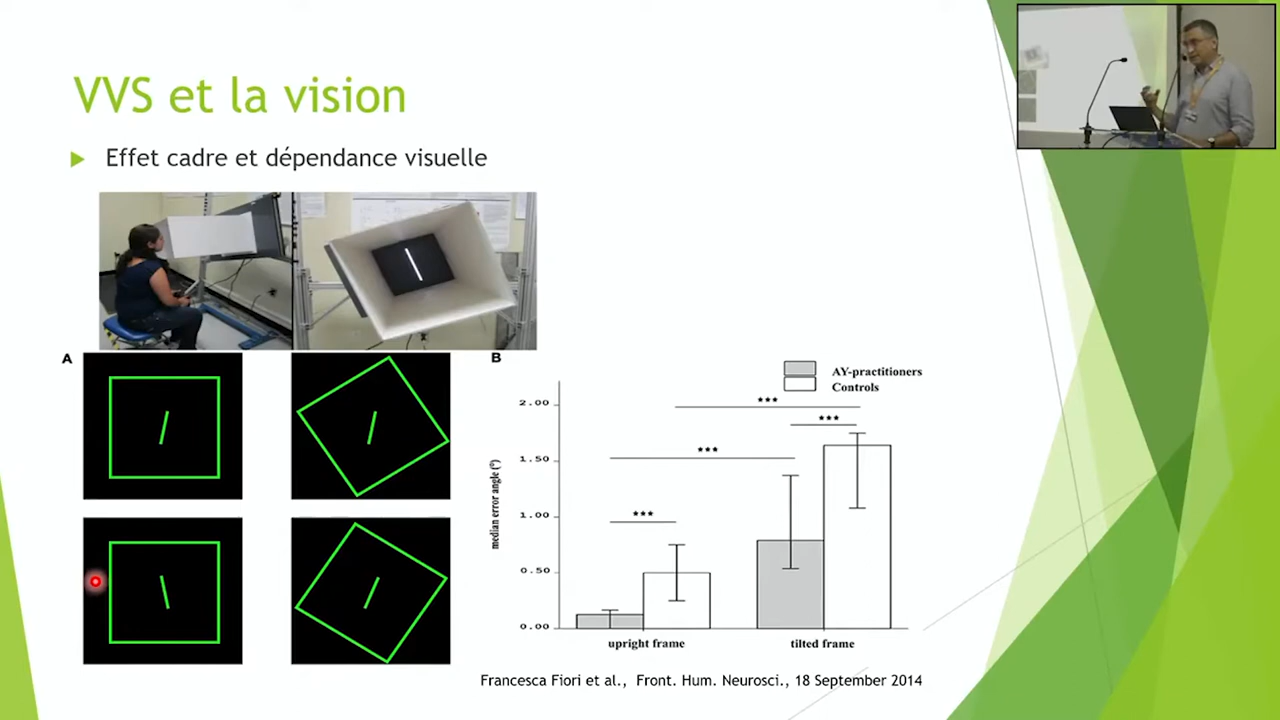 VVS et la vision
Effet cadre et dépendance visuelle
A
B
AY-practitioners
Controls
***
***
***
***
2.00
1.50
1.00
0.50
0.00
median error angle (°)
upright frame
tilted frame
Francesca Fiori et al., Front. Hum. Neurosci., 18 September 2014